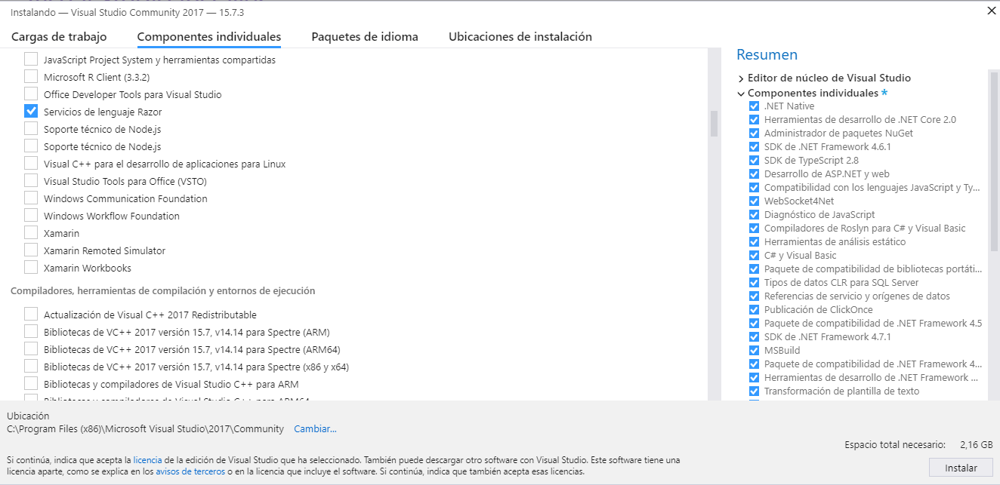 Instalando — Visual Studio Community 2017 — 15.7.3
Cargas de trabajo
Componentes individuales
Paquetes de idioma
Ubicaciones de instalación
JavaScript Project System y herramientas compartidas
Microsoft R Client (3.3.2)
Office Developer Tools para Visual Studio
Servicios de lenguaje Razor
Soporte técnico de Node.js
Soporte técnico de Node.js
Visual C++ para el desarrollo de aplicaciones para Linux
Visual Studio Tools para Office (VSTO)
Windows Communication Foundation
Windows Workflow Foundation
Xamarin
Xamarin Remoted Simulator
Xamarin Workbooks
Compiladores, herramientas de compilación y entornos de ejecución
Actualización de Visual C++ 2017 Redistributable
Bibliotecas de VC++ 2017 versión 15.7, v14.14 para Spectre (ARM)
Bibliotecas de VC++ 2017 versión 15.7, v14.14 para Spectre (ARM64)
Bibliotecas de VC++ 2017 versión 15.7, v14.14 para Spectre (x86 y x64)
Bibliotecas y compiladores de Visual Studio C++ para ARM
Bibliotecas y compiladores de Visual Studio C++ para ARM64
Resumen
Editor de núcleo de Visual Studio
Componentes individuales *
.NET Native
Herramientas de desarrollo de .NET Core 2.0
Administrador de paquetes NuGet
SDK de .NET Framework 4.6.1
SDK de TypeScript 2.8
Desarrollo de ASP.NET y web
Compatibilidad con los lenguajes JavaScript y Ty...
WebSocket4Net
Diagnóstico de JavaScript
Compiladores de Roslyn para C# y Visual Basic
Herramientas de análisis estático
C# y Visual Basic
Paquete de compatibilidad de bibliotecas portáti...
Tipos de datos CLR para SQL Server
Referencias de servicio y orígenes de datos
Publicación de ClickOnce
Paquete de compatibilidad de .NET Framework 4.5
SDK de .NET Framework 4.7.1
MSBuild
Paquete de compatibilidad de .NET Framework 4...
Herramientas de desarrollo de .NET Framework ...
Transformación de plantilla de texto
Ubicación
C:\Program Files (x86)\Microsoft Visual Studio\2017\Community Cambiar...
Espacio total necesario: 2,16 GB
Si continúa, indica que acepta la licencia de la edición de Visual Studio que ha seleccionado. También puede descargar otro software con Visual Studio. Este software tiene una
licencia aparte, como se explica en los avisos de terceros o en la licencia que incluye el software. Si continúa, indica que también acepta esas licencias.
Instalar